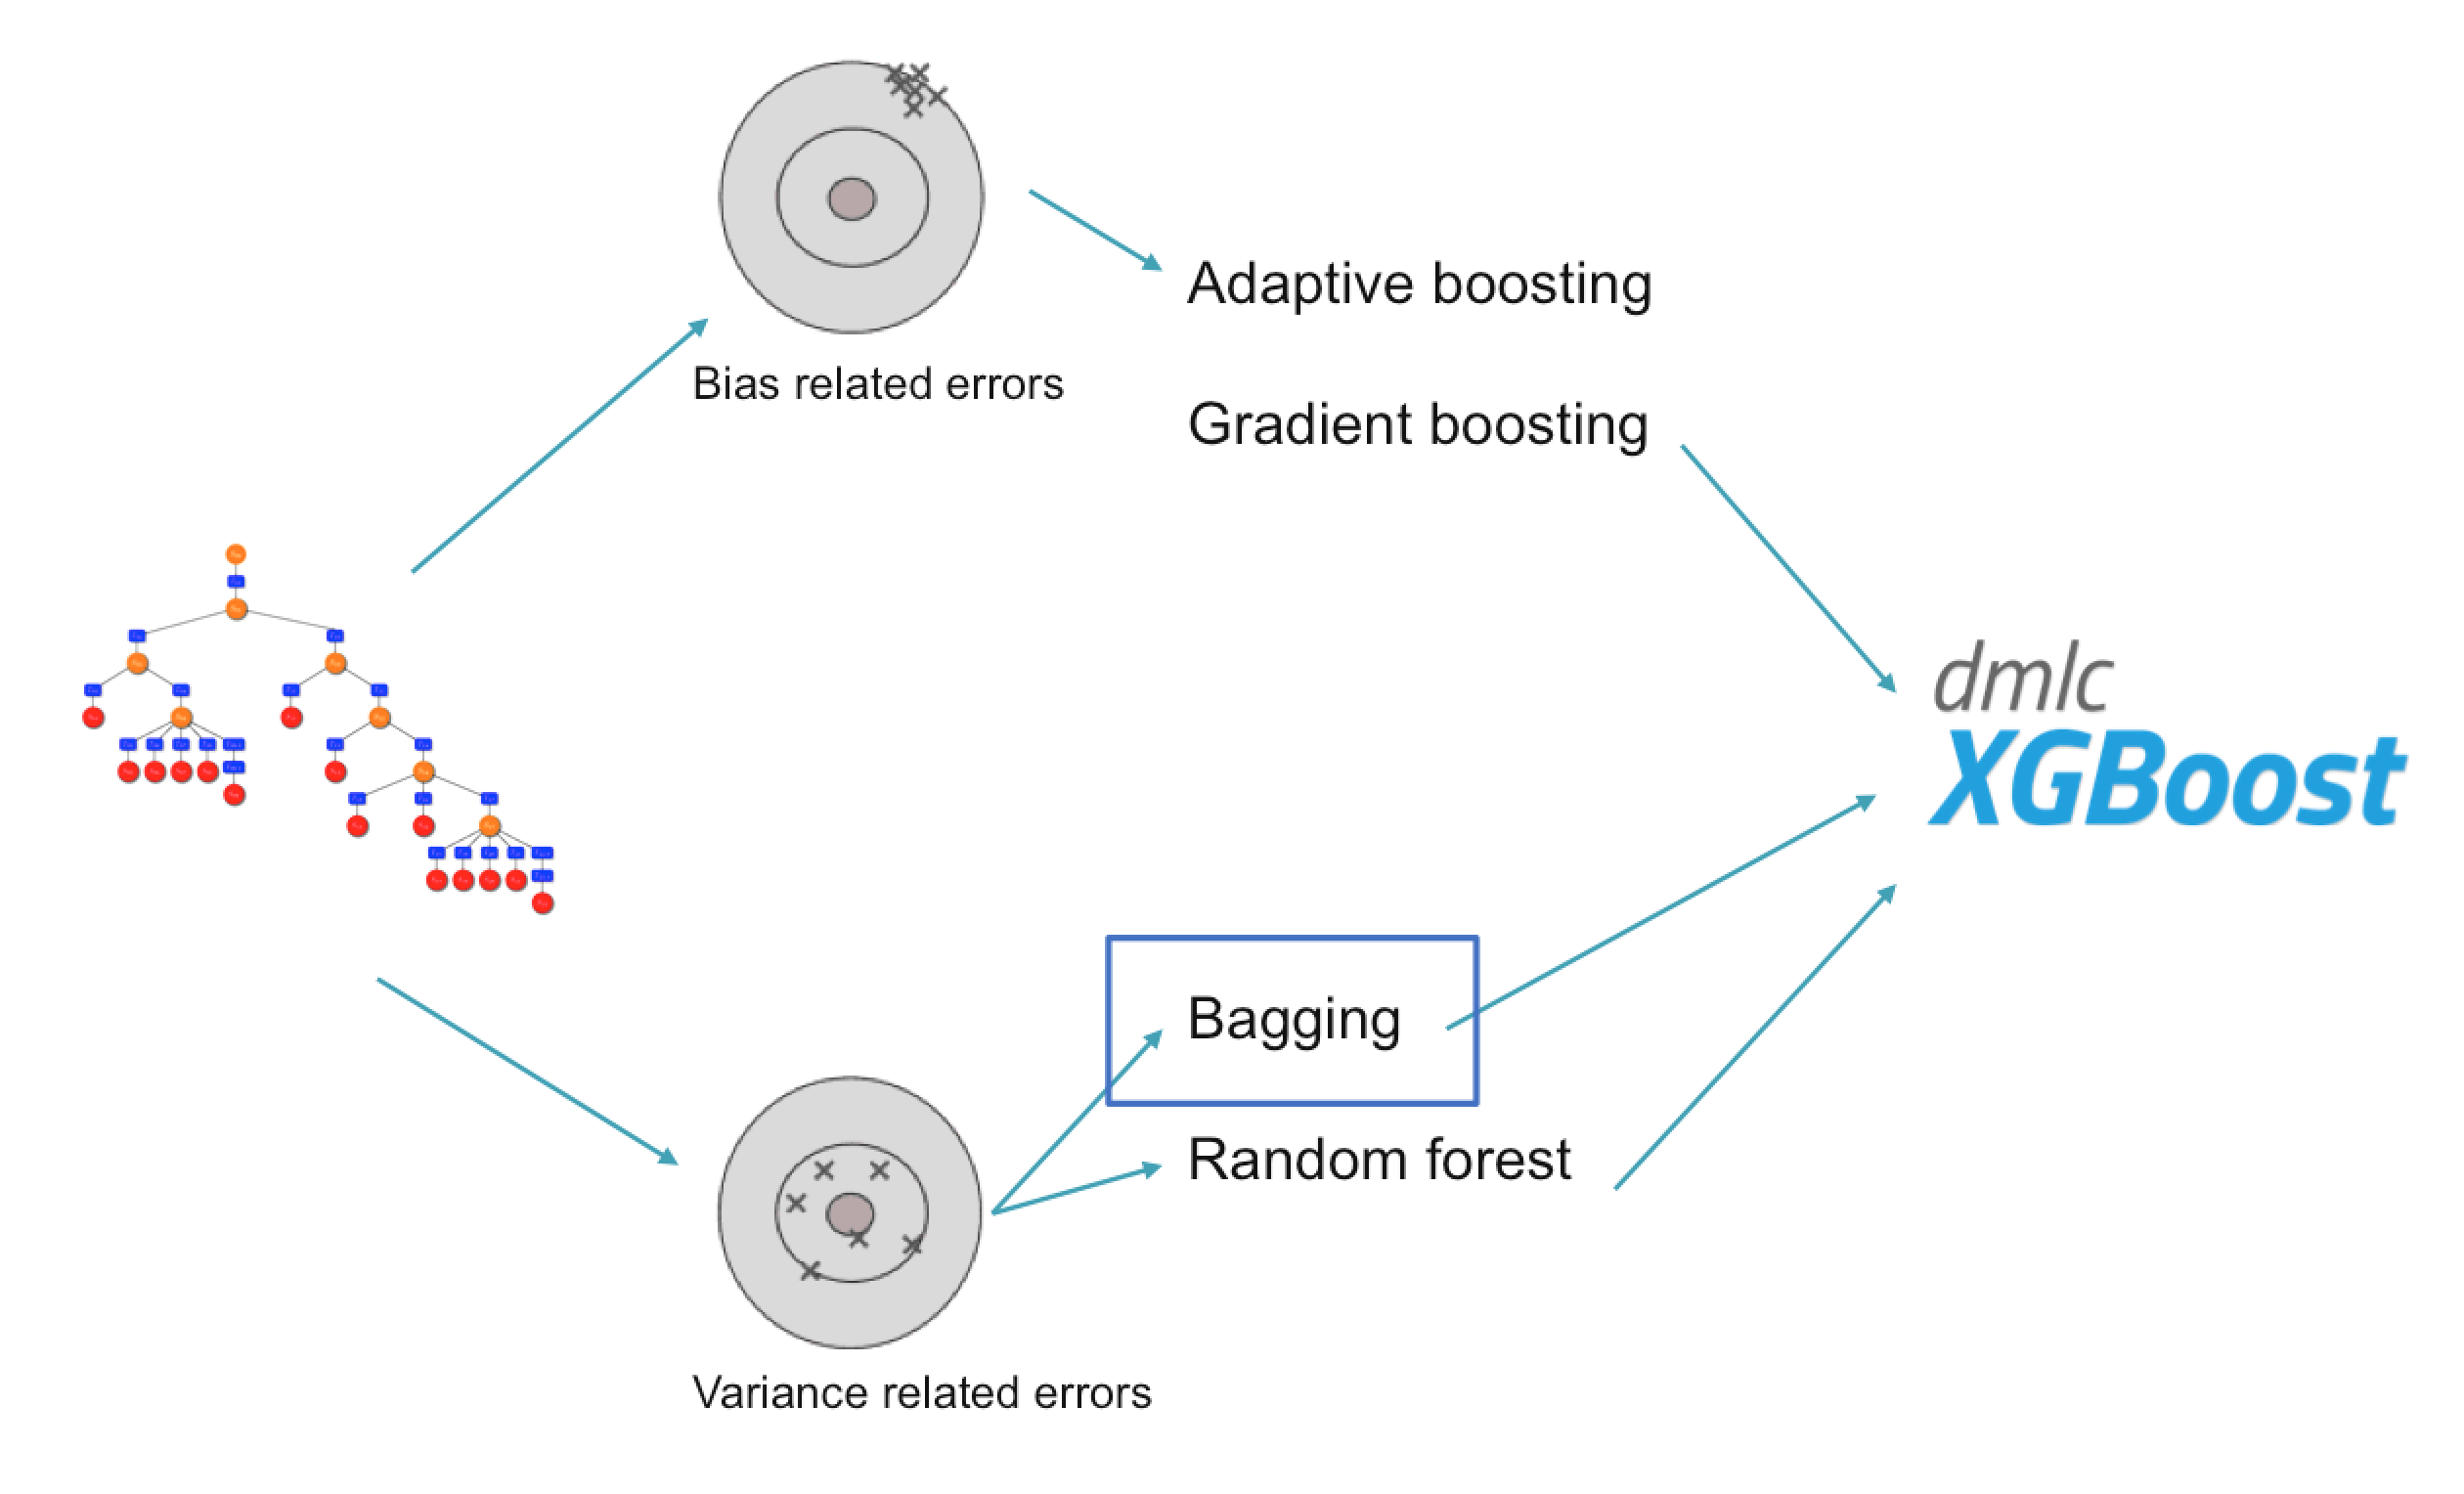 Adaptive boosting
Bias related errors
Gradient boosting
dmlc
XGBoost
Bagging
Random forest
Variance related errors